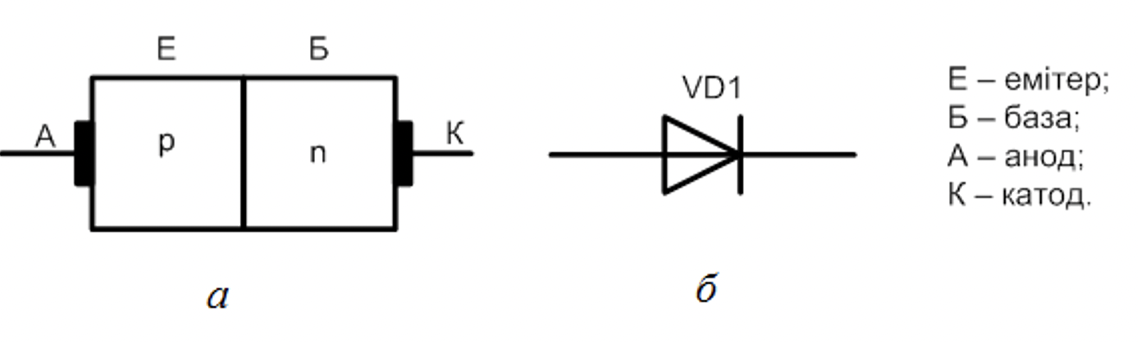 Е Б
А p n К
а
VD1
б
Е – емітер;
Б – база;
А – анод;
К – катод.